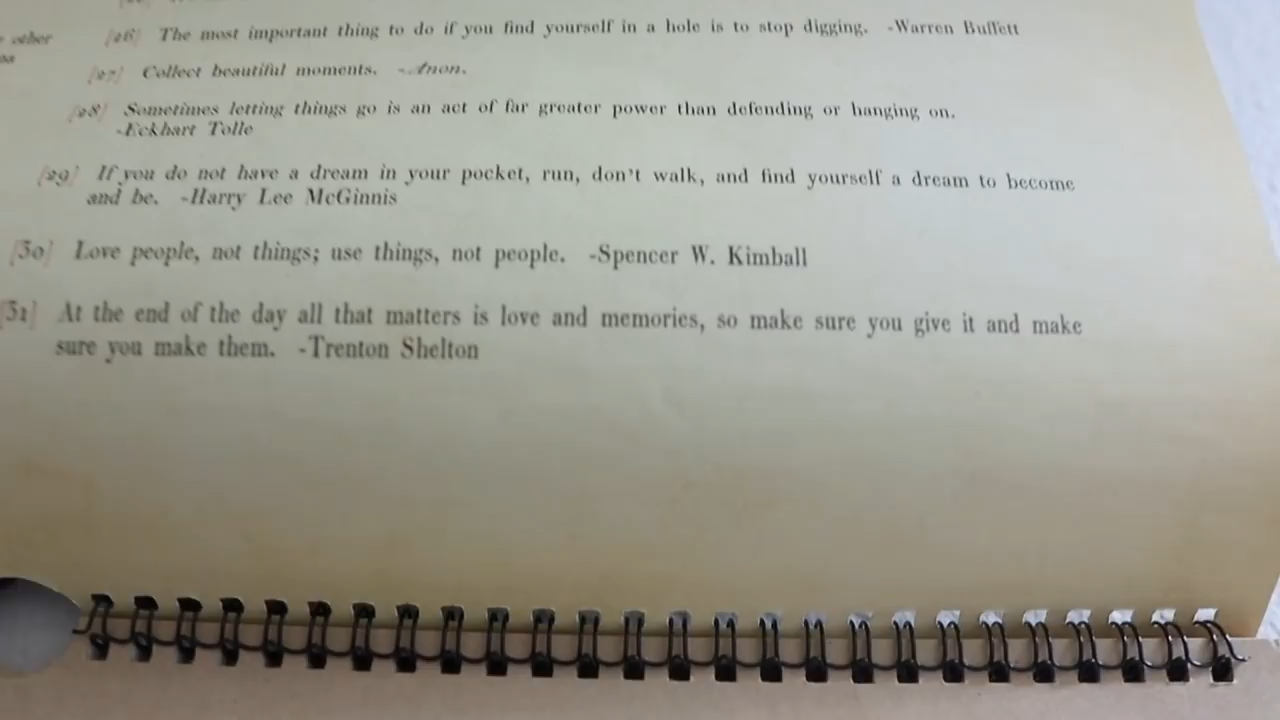 other
[26] The most important thing to do if you find yourself in a hole is to stop digging. -Warren Buffett
[27] Collect beautiful moments. -Anon.
[28] Sometimes letting things go is an act of far greater power than defending or hanging on.
-Eckhart Tolle
[29] If you do not have a dream in your pocket, run, don't walk, and find yourself a dream to become
and be. -Harry Lee McGinnis
[30] Love people, not things; use things, not people. -Spencer W. Kimball
[31] At the end of the day all that matters is love and memories, so make sure you give it and make
sure you make them. -Trenton Shelton